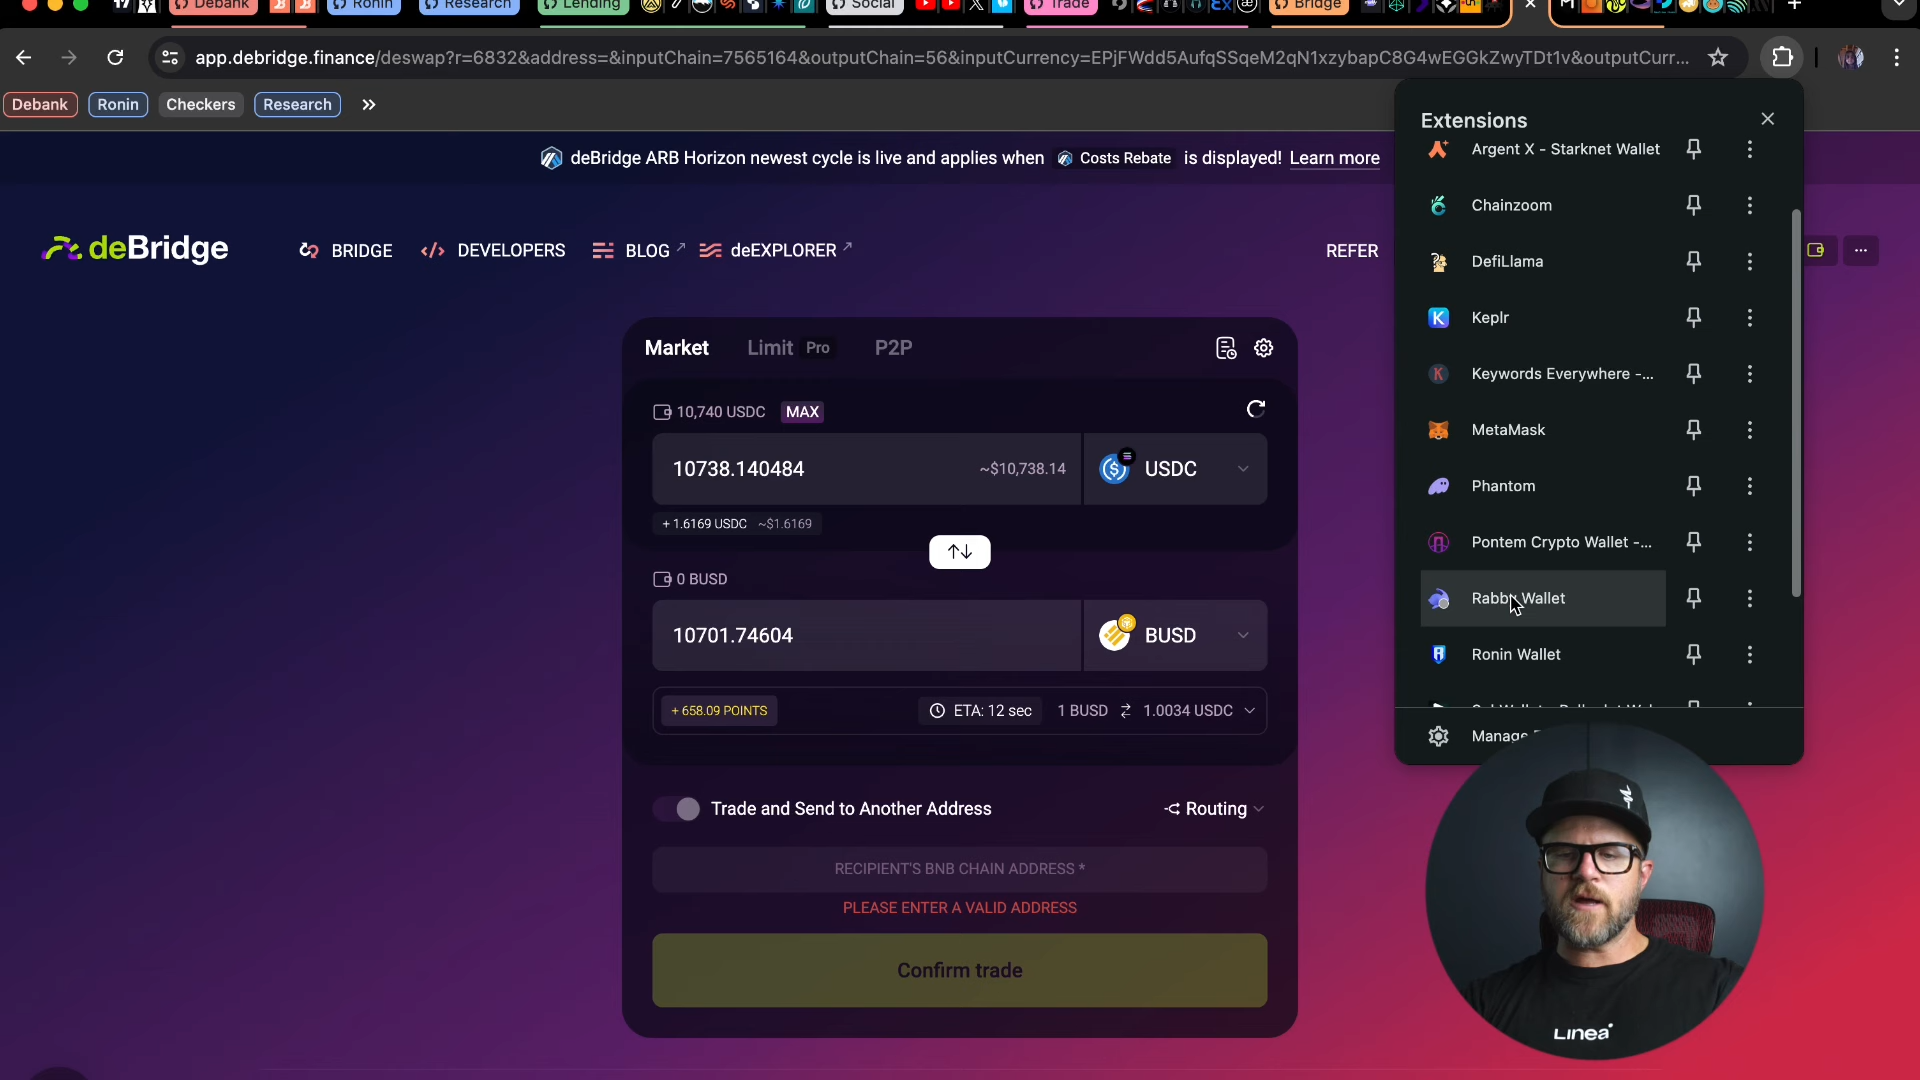 Debank
Ronin
Research
Lending
Social
Trade
Bridge
app.debridge.finance/deswap?r=6832&address=&inputChain=7565164&outputChain=56&inputCurrency=EPjFWdd5AufqSSqeM2qN1xzybapC8G4wEGGkZwyTDt1v&outputCurr...
Debank
Ronin
Checkers
Research
deBridge ARB Horizon newest cycle is live and applies when Costs Rebate is displayed! Learn more
deBridge
BRIDGE
DEVELOPERS
BLOG
deEXPLORER
REFER
Market
Limit Pro
P2P
10,740 USDC MAX
10738.140484
~$10,738.14
USDC
+ 1.6169 USDC ~$1.6169
0 BUSD
10701.74604
BUSD
+ 658.09 POINTS
ETA: 12 sec
1 BUSD ⇄ 1.0034 USDC
Trade and Send to Another Address
Routing
RECIPIENT'S BNB CHAIN ADDRESS *
PLEASE ENTER A VALID ADDRESS
Confirm trade
Extensions
Argent X - Starknet Wallet
Chainzoom
DefiLlama
Keplr
Keywords Everywhere -...
MetaMask
Phantom
Pontem Crypto Wallet -...
Rabby Wallet
Ronin Wallet
Manage
Linea